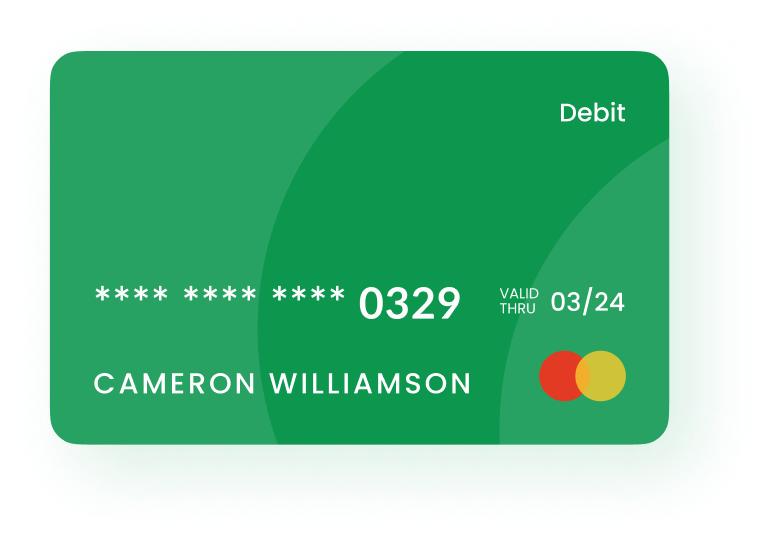 Debit
**** **** **** 0329
VALID
THRU
03/24
CAMERON WILLIAMSON